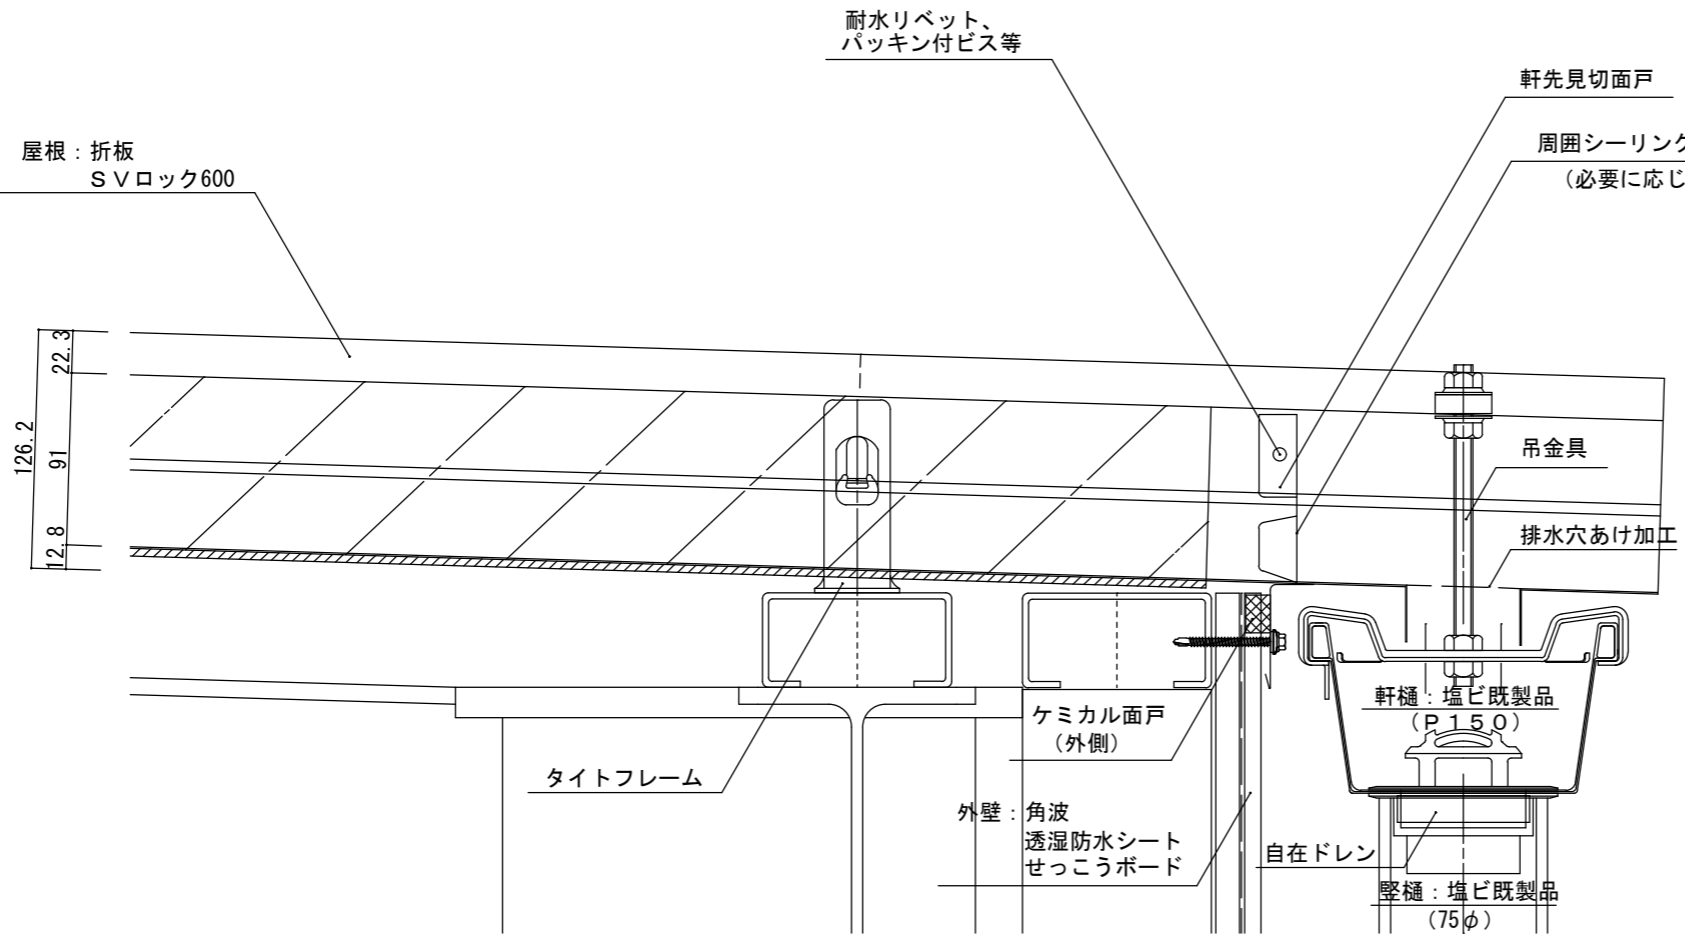 耐水リベット、
パッキン付ビス等
軒先見切面戸
周囲シーリング
（必要に応じ
屋根：折板
ＳＶロック600
22.3
126.2
91
12.8
吊金具
排水穴あけ加工
軒樋：塩ビ既製品
（Ｐ１５０）
ケミカル面戸
（外側）
タイトフレーム
外壁：角波
透湿防水シート
せっこうボード
自在ドレン
竪樋：塩ビ既製品
（75φ）